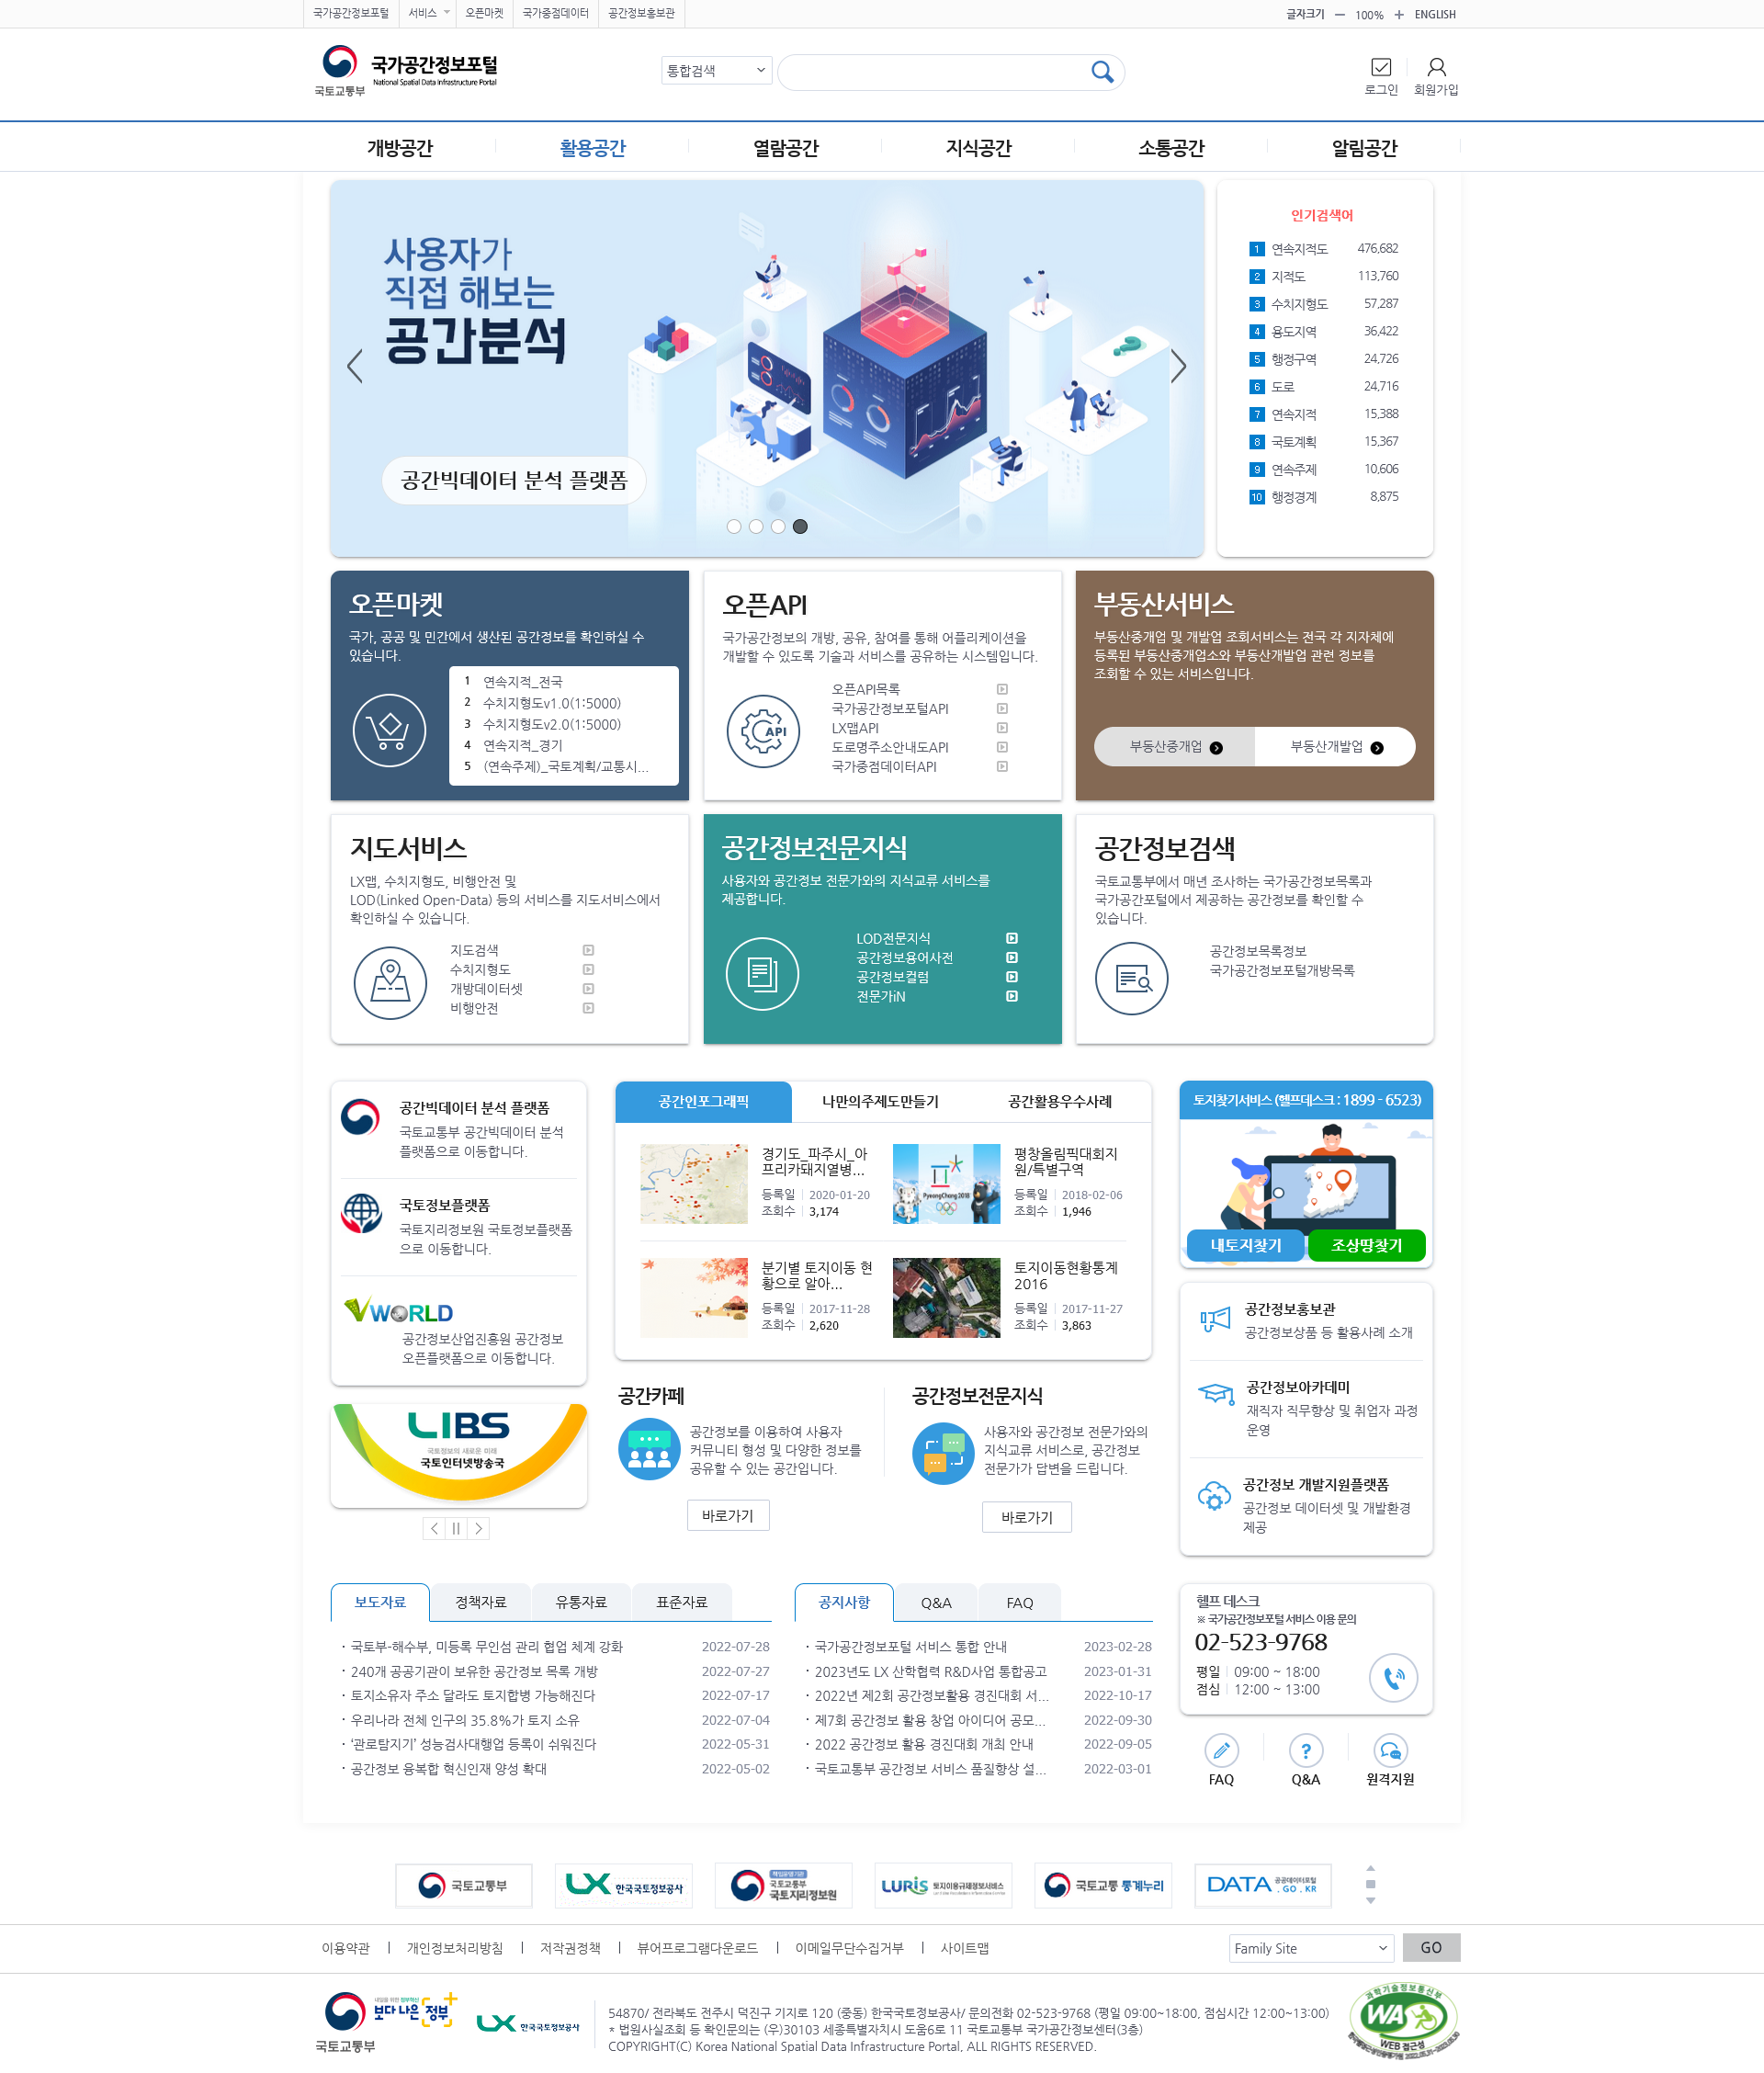 국가공간정보포털 서비스 오픈마켓 국가중점데이터 공간정보홍보관
글자크기 100% ENGLISH
국토교통부
국가공간정보포털
National Spatial Data Infrastructure Portal
통합검색
로그인 회원가입
개방공간 활용공간 열람공간 지식공간 소통공간 알림공간
사용자가
직접 해보는
공간분석
공간빅데이터 분석 플랫폼
인기검색어
1 연속지적도 476,682
2 지적도 113,760
3 수치지형도 57,287
4 용도지역 36,422
5 행정구역 24,726
6 도로 24,716
7 연속지적 15,388
8 국토계획 15,367
9 연속주제 10,606
10 행정경계 8,875
오픈마켓
국가, 공공 및 민간에서 생산된 공간정보를 확인하실 수
있습니다.
1 연속지적_전국
2 수치지형도v1.0(1:5000)
3 수치지형도v2.0(1:5000)
4 연속지적_경기
5 (연속주제)_국토계획/교통시...
오픈API
국가공간정보의 개방, 공유, 참여를 통해 어플리케이션을
개발할 수 있도록 기술과 서비스를 공유하는 시스템입니다.
API
오픈API목록
국가공간정보포털API
LX맵API
도로명주소안내도API
국가중점데이터API
부동산서비스
부동산중개업 및 개발업 조회서비스는 전국 각 지자체에
등록된 부동산중개업소와 부동산개발업 관련 정보를
조회할 수 있는 서비스입니다.
부동산중개업 부동산개발업
지도서비스
LX맵, 수치지형도, 비행안전 및
LOD(Linked Open-Data) 등의 서비스를 지도서비스에서
확인하실 수 있습니다.
지도검색
수치지형도
개방데이터셋
비행안전
공간정보전문지식
사용자와 공간정보 전문가와의 지식교류 서비스를
제공합니다.
LOD전문지식
공간정보용어사전
공간정보컬럼
전문가iN
공간정보검색
국토교통부에서 매년 조사하는 국가공간정보목록과
국가공간포털에서 제공하는 공간정보를 확인할 수
있습니다.
공간정보목록정보
국가공간정보포털개방목록
공간빅데이터 분석 플랫폼
국토교통부 공간빅데이터 분석
플랫폼으로 이동합니다.
국토정보플랫폼
국토지리정보원 국토정보플랫폼
으로 이동합니다.
VWORLD
공간정보산업진흥원 공간정보
오픈플랫폼으로 이동합니다.
LIBS
국토정보의 새로운 미래
국토인터넷방송국
공간인포그래픽 나만의주제도만들기 공간활용우수사례
경기도_파주시_아
프리카돼지열병...
등록일 2020-01-20
조회수 3,174
PyeongChang 2018
평창올림픽대회지
원/특별구역
등록일 2018-02-06
조회수 1,946
분기별 토지이동 현
황으로 알아...
등록일 2017-11-28
조회수 2,620
토지이동현황통계
2016
등록일 2017-11-27
조회수 3,863
공간카페
공간정보를 이용하여 사용자
커뮤니티 형성 및 다양한 정보를
공유할 수 있는 공간입니다.
바로가기
공간정보전문지식
사용자와 공간정보 전문가와의
지식교류 서비스로, 공간정보
전문가가 답변을 드립니다.
바로가기
토지찾기서비스 (헬프데스크 : 1899 - 6523)
내토지찾기 조상땅찾기
공간정보홍보관
공간정보상품 등 활용사례 소개
공간정보아카데미
재직자 직무향상 및 취업자 과정
운영
공간정보 개발지원플랫폼
공간정보 데이터셋 및 개발환경
제공
보도자료 정책자료 유통자료 표준자료
· 국토부-해수부, 미등록 무인섬 관리 협업 체계 강화 2022-07-28
· 240개 공공기관이 보유한 공간정보 목록 개방 2022-07-27
· 토지소유자 주소 달라도 토지합병 가능해진다 2022-07-17
· 우리나라 전체 인구의 35.8%가 토지 소유 2022-07-04
· ‘관로탐지기’ 성능검사대행업 등록이 쉬워진다 2022-05-31
· 공간정보 융복합 혁신인재 양성 확대 2022-05-02
공지사항 Q&A FAQ
· 국가공간정보포털 서비스 통합 안내 2023-02-28
· 2023년도 LX 산학협력 R&D사업 통합공고 2023-01-31
· 2022년 제2회 공간정보활용 경진대회 서... 2022-10-17
· 제7회 공간정보 활용 창업 아이디어 공모... 2022-09-30
· 2022 공간정보 활용 경진대회 개최 안내 2022-09-05
· 국토교통부 공간정보 서비스 품질향상 설... 2022-03-01
헬프 데스크
※ 국가공간정보포털 서비스 이용 문의
02-523-9768
평일 09:00 ~ 18:00
점심 12:00 ~ 13:00
FAQ Q&A 원격지원
국토교통부
LX 한국국토정보공사
책임운영기관
국토교통부
국토지리정보원
LURIS 토지이용규제정보서비스
국토교통 통계누리
DATA 공공데이터포털
.GO.KR
이용약관 개인정보처리방침 저작권정책 뷰어프로그램다운로드 이메일무단수집거부 사이트맵
Family Site GO
국토교통부
보다 나은 정부
LX 한국국토정보공사
54870/ 전라북도 전주시 덕진구 기지로 120 (중동) 한국국토정보공사/ 문의전화 02-523-9768 (평일 09:00~18:00, 점심시간 12:00~13:00)
* 법원사실조회 등 확인문의는 (우)30103 세종특별자치시 도움6로 11 국토교통부 국가공간정보센터(3층)
COPYRIGHT(C) Korea National Spatial Data Infrastructure Portal, ALL RIGHTS RESERVED.
과학기술정보통신부
WA
WEB 접근성